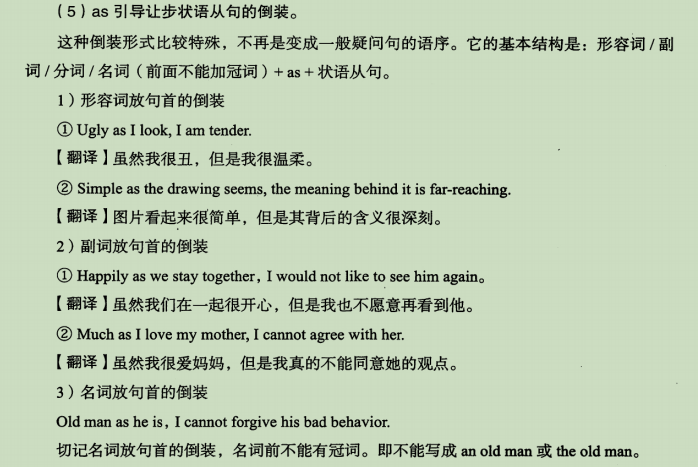 （5）as 引导让步状语从句的倒装。
这种倒装形式比较特殊，不再是变成一般疑问句的语序。它的基本结构是：形容词 / 副
词 / 分词 / 名词（前面不能加冠词）+ as + 状语从句。
1）形容词放句首的倒装
① Ugly as I look, I am tender.
【翻译】虽然我很丑，但是我很温柔。
② Simple as the drawing seems, the meaning behind it is far-reaching.
【翻译】图片看起来很简单，但是其背后的含义很深刻。
2）副词放句首的倒装
① Happily as we stay together, I would not like to see him again。
【翻译】虽然我们在一起很开心，但是我也不愿意再看到他。
② Much as I love my mother, I cannot agree with her.
【翻译】虽然我很爱妈妈，但是我真的不能同意她的观点。
3）名词放句首的倒装
Old man as he is, I cannot forgive his bad behavior.
切记名词放句首的倒装，名词前不能有冠词。即不能写成 an old man 或 the old man。